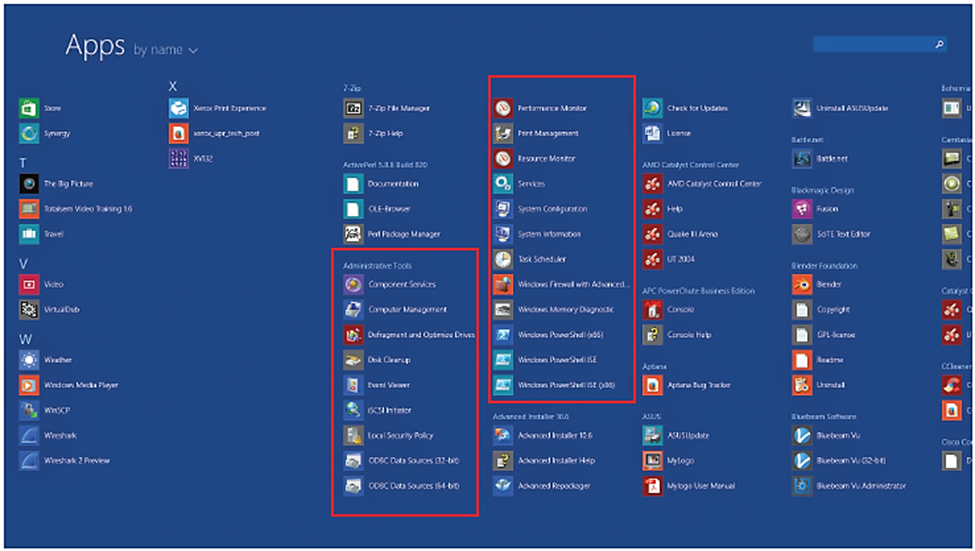 Apps by name
Store
Synergy
T
The Big Picture
Totalsem Video Training 1.6
Travel
V
Video
VirtualDub
W
Weather
Windows Media Player
WinSCP
Wireshark
Wireshark 2 Preview
X
Xerox Print Experience
xerox_upr_tech_post
XVI32
7-Zip
7-Zip File Manager
7-Zip Help
ActivePerl 5.8.8 Build 820
Documentation
OLE-Browser
Perl Package Manager
Administrative Tools
Component Services
Computer Management
Defragment and Optimize Drives
Disk Cleanup
Event Viewer
iSCSI Initiator
Local Security Policy
ODBC Data Sources (32-bit)
ODBC Data Sources (64-bit)
Performance Monitor
Print Management
Resource Monitor
Services
System Configuration
System Information
Task Scheduler
Windows Firewall with Advanced...
Windows Memory Diagnostic
Windows PowerShell (x86)
Windows PowerShell ISE
Windows PowerShell ISE (x86)
Advanced Installer 10.6
Advanced Installer 10.6
Advanced Installer Help
Advanced Repackager
Check for Updates
License
AMD Catalyst Control Center
AMD Catalyst Control Center
Help
Quake III Arena
UT 2004
APC PowerChute Business Edition
Console
Console Help
Aptana
Aptana Bug Tracker
ASUS
ASUSUpdate
MyLogo
Mylogo User Manual
Uninstall ASUSUpdate
Battle.net
Battle.net
Blackmagic Design
Fusion
SciTE Text Editor
Blender Foundation
Blender
Copyright
GPL-license
Readme
Uninstall
Bluebeam Software
Bluebeam Vu
Bluebeam Vu (32-bit)
Bluebeam Vu Administrator
Bohemia
U
Camtasia
C
C
C
C
C
Catalyst C
CCleaner
C
Cisco Co
D